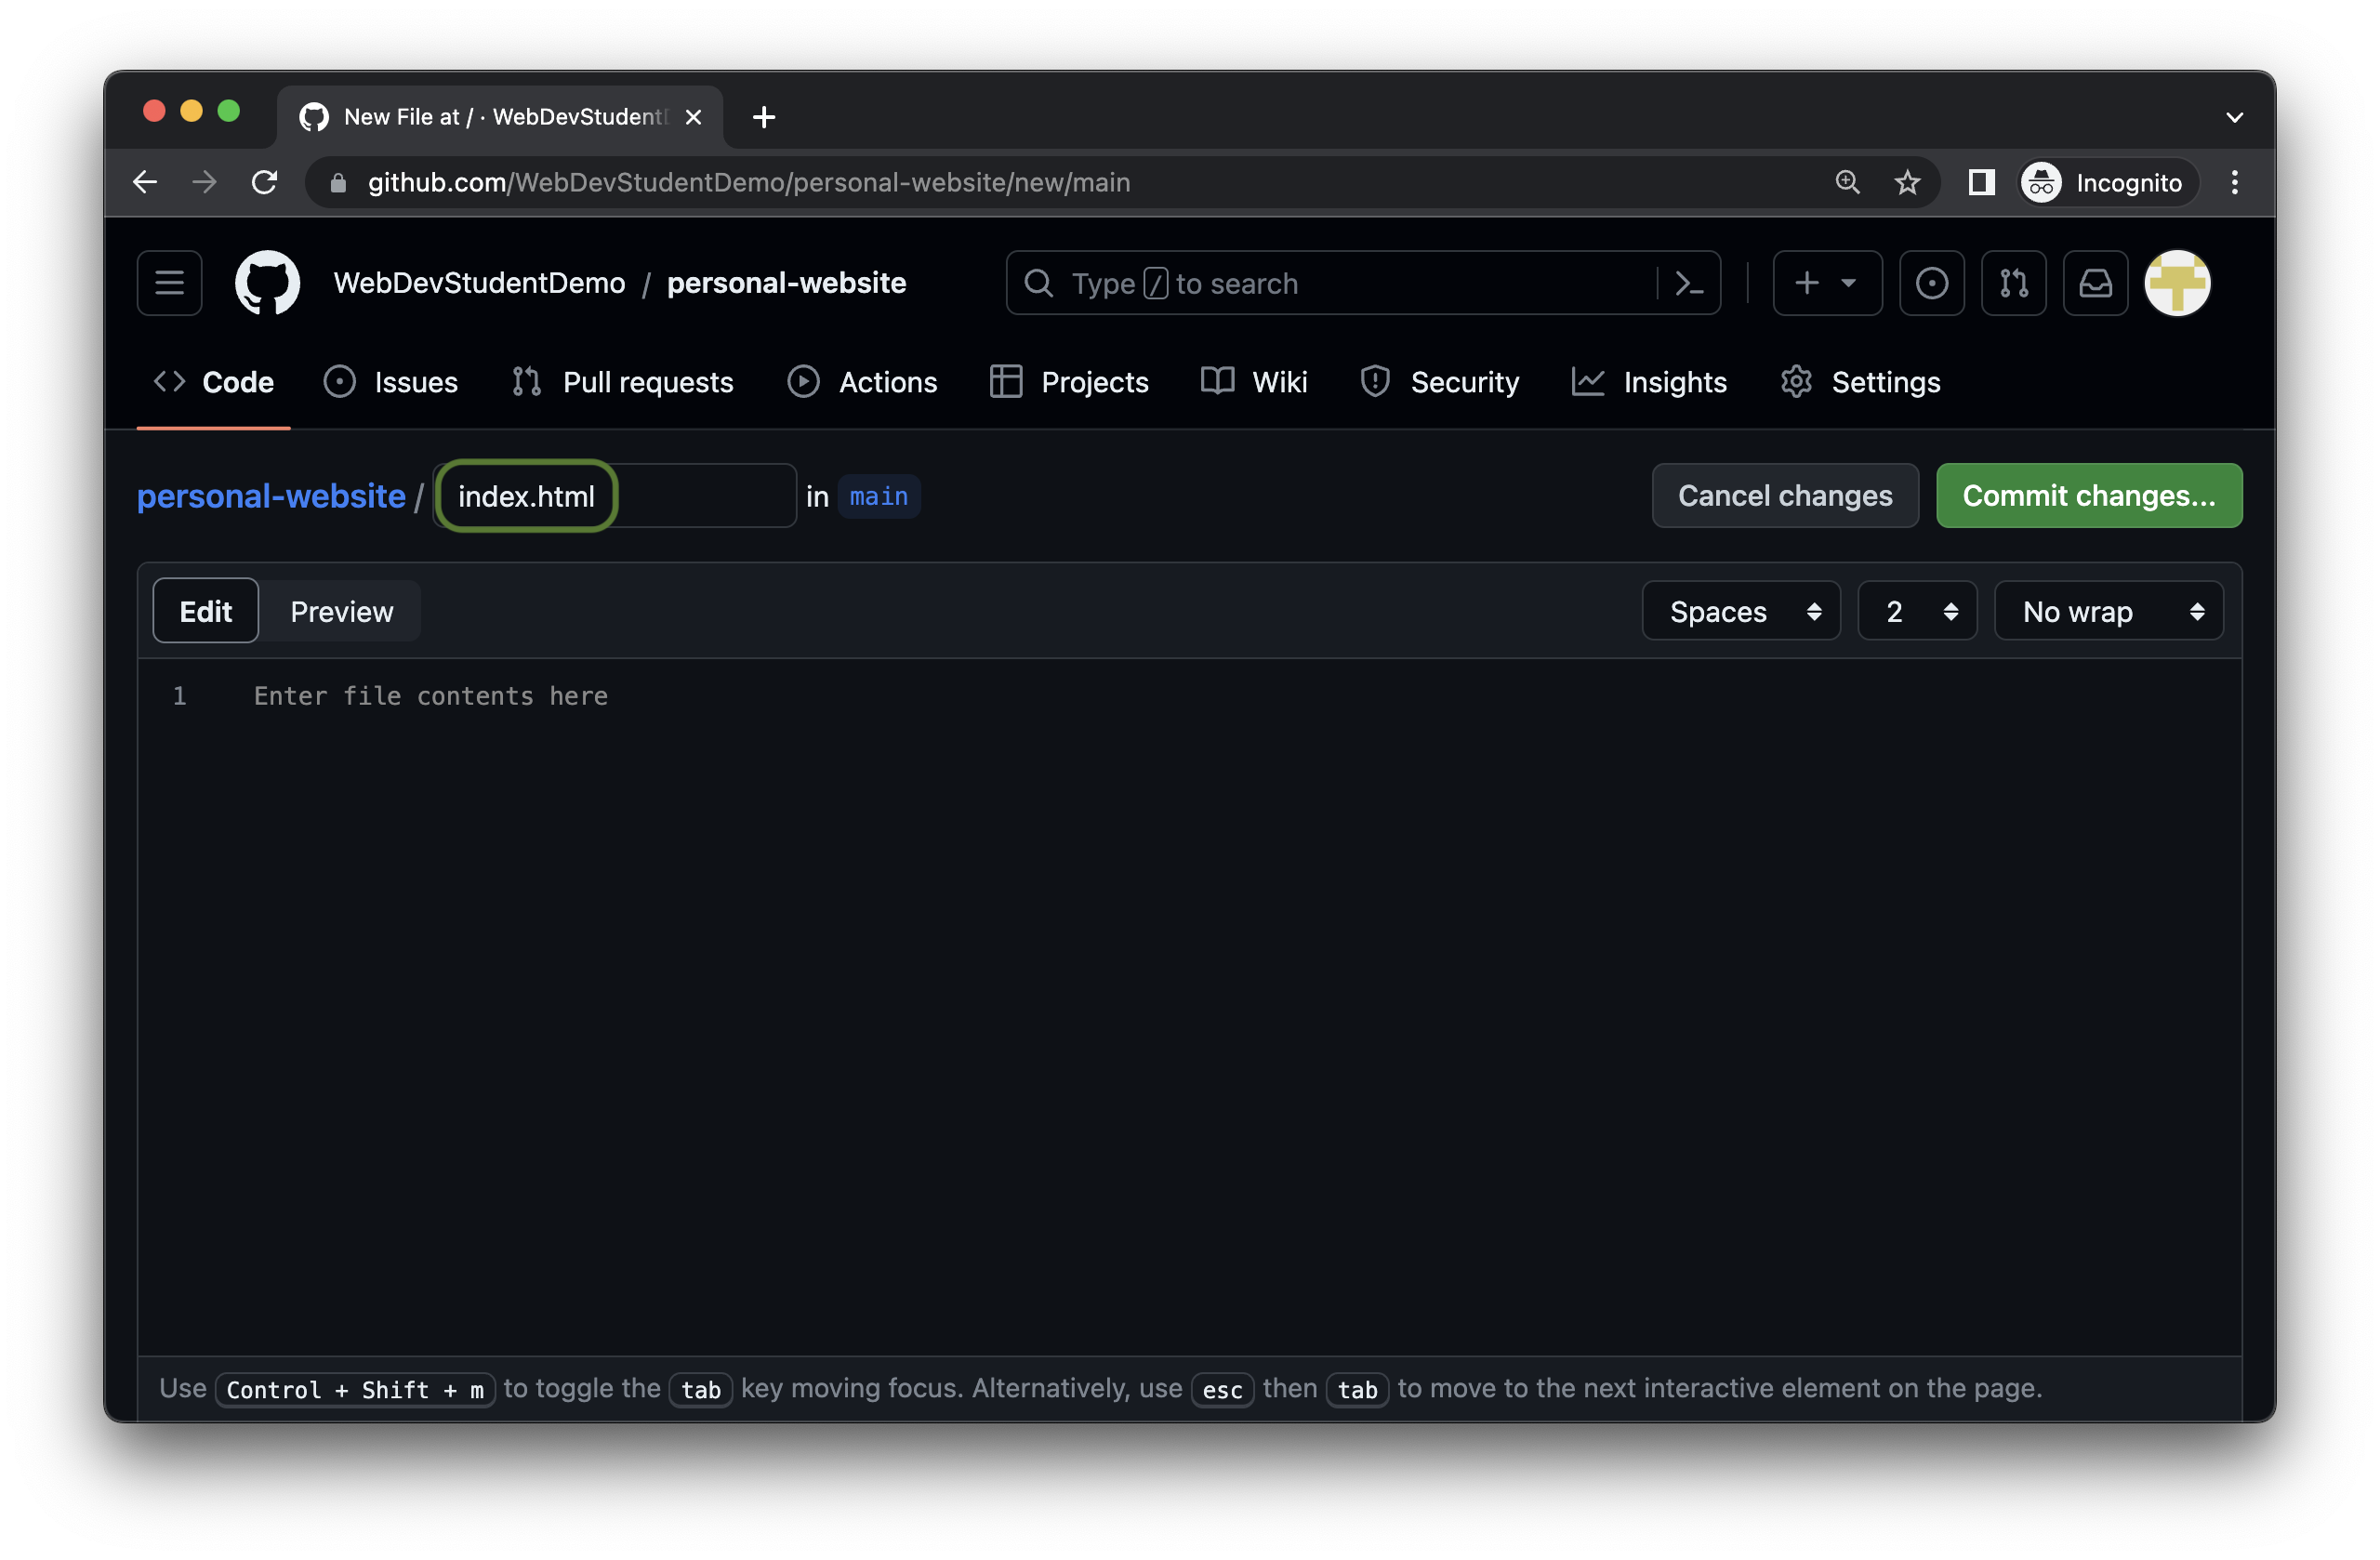 New File at / · WebDevStudent
github.com/WebDevStudentDemo/personal-website/new/main
Incognito
WebDevStudentDemo / personal-website
Type / to search
Code Issues Pull requests Actions Projects Wiki Security Insights Settings
personal-website / index.html in main
Cancel changes Commit changes...
Edit Preview
Spaces 2 No wrap
1 Enter file contents here
Use Control + Shift + m to toggle the tab key moving focus. Alternatively, use esc then tab to move to the next interactive element on the page.